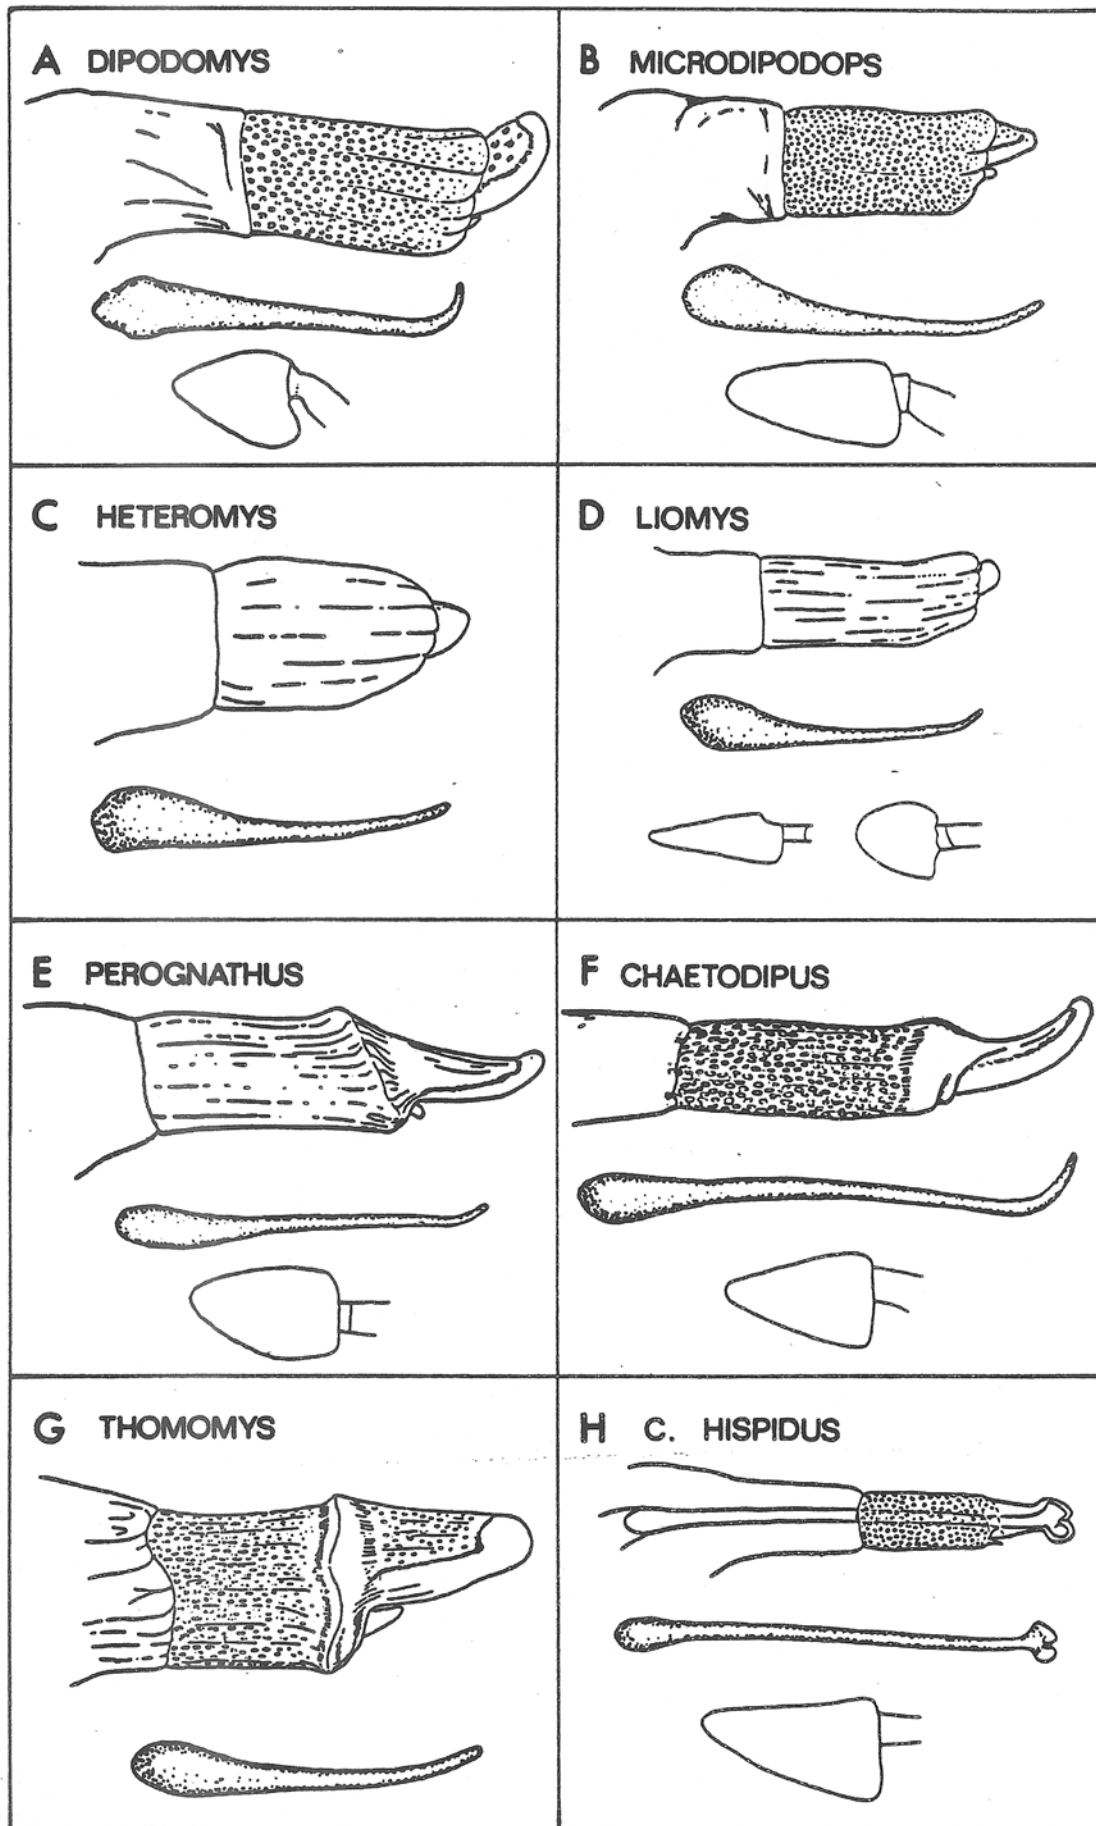 A DIPODOMYS
B MICRODIPODOPS
C HETEROMYS
D LIOMYS
E PEROGNATHUS
F CHAETODIPUS
G THOMOMYS
H C. HISPIDUS